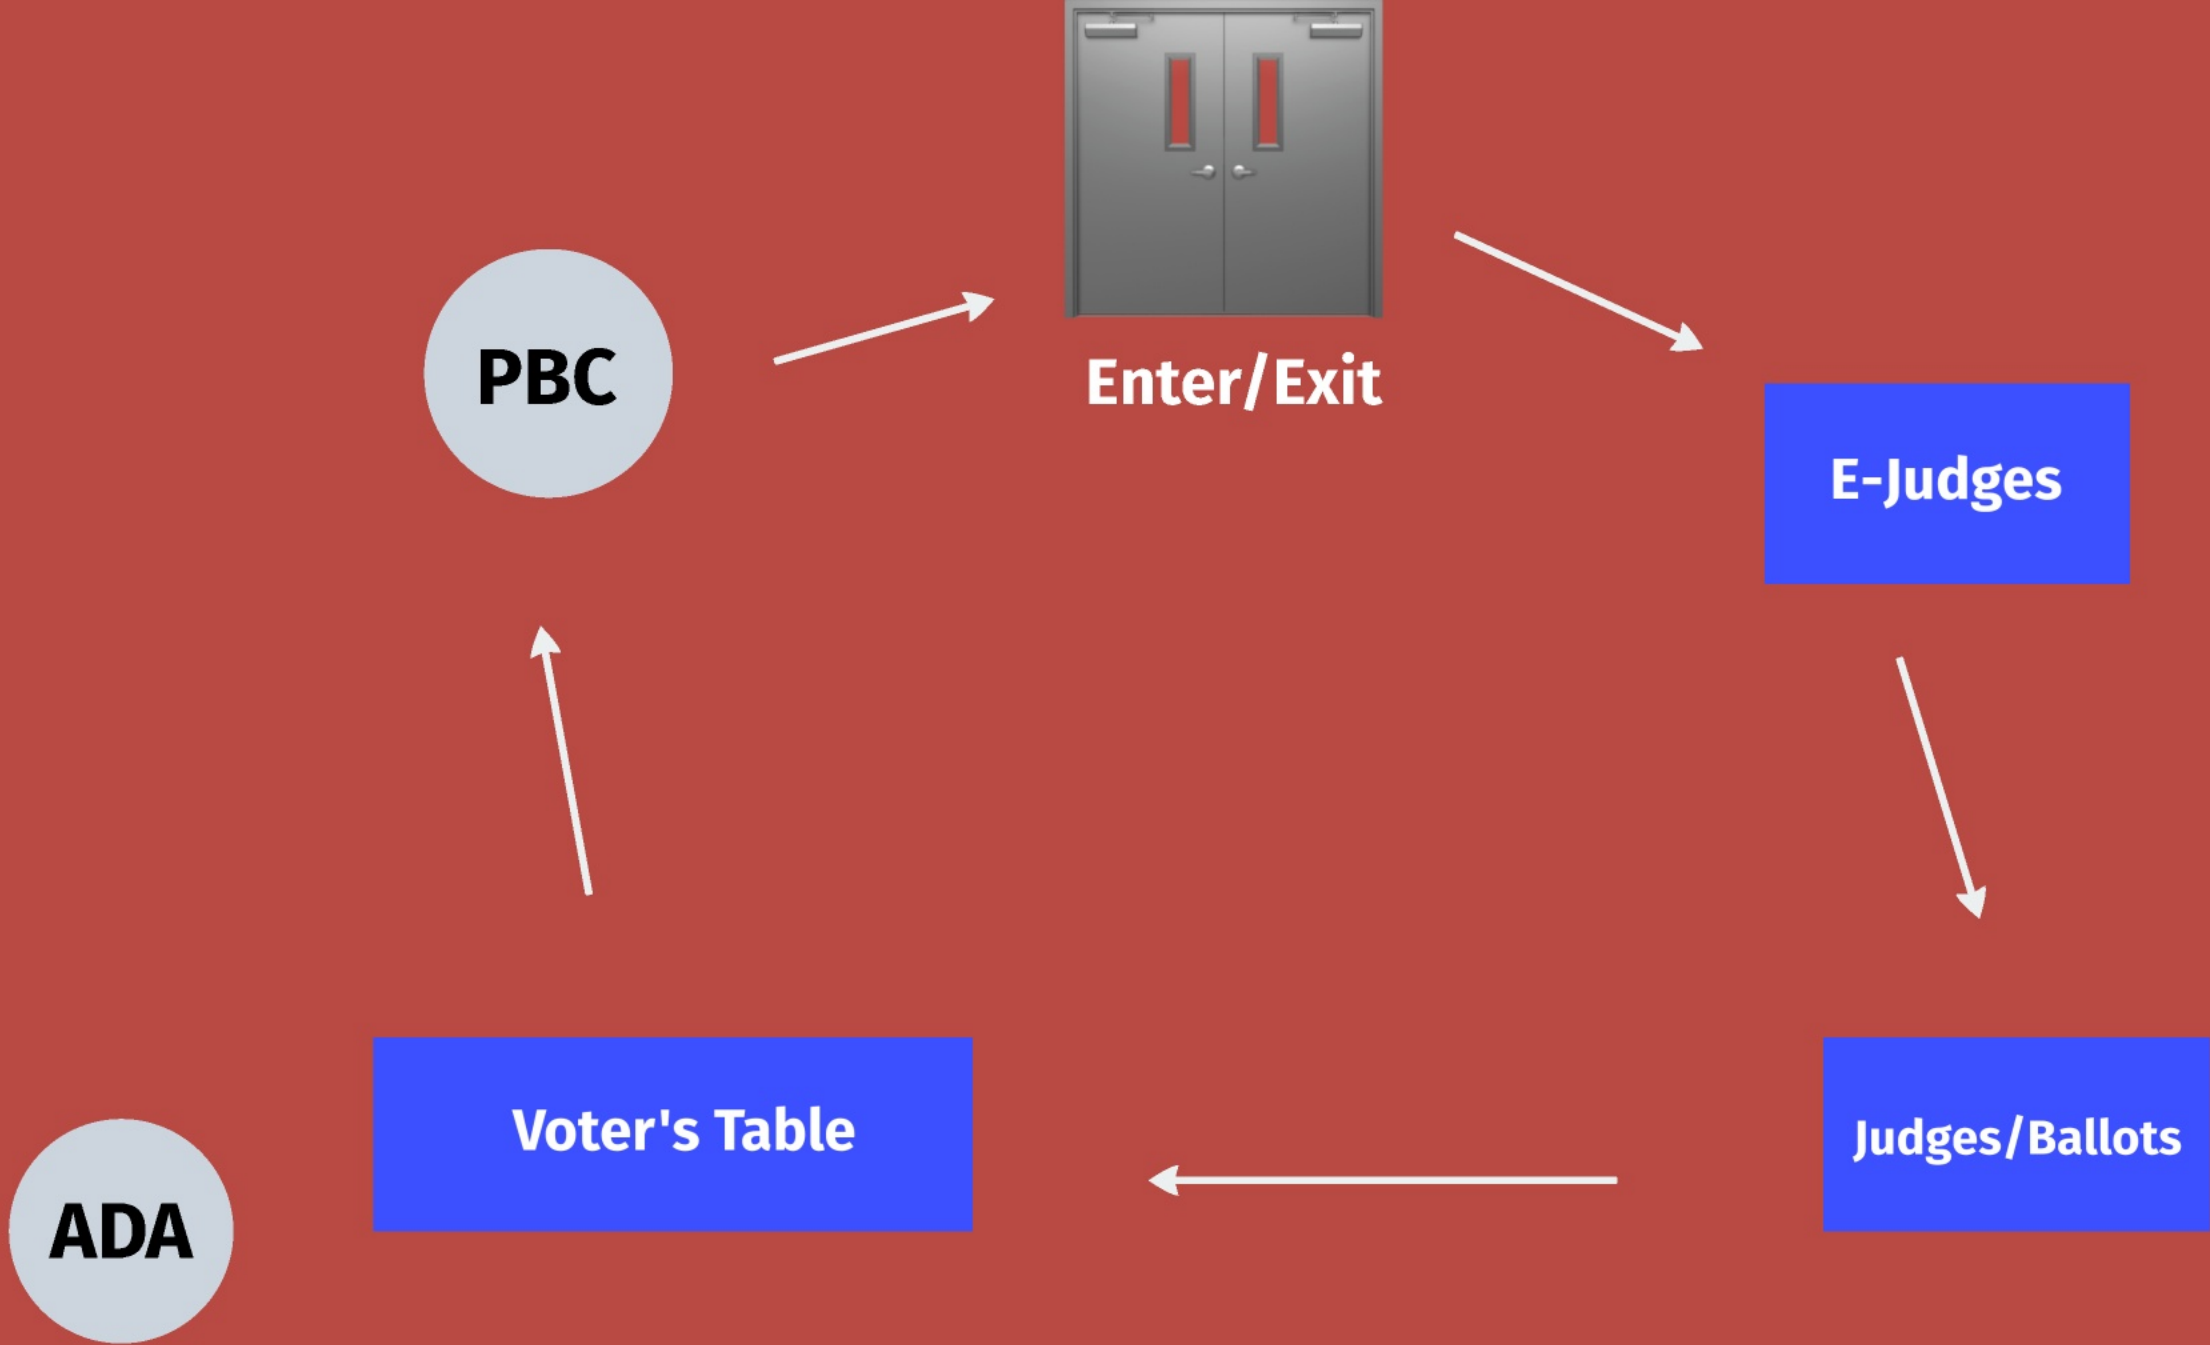 PBC
Enter/Exit
E-Judges
Voter's Table
Judges/Ballots
ADA